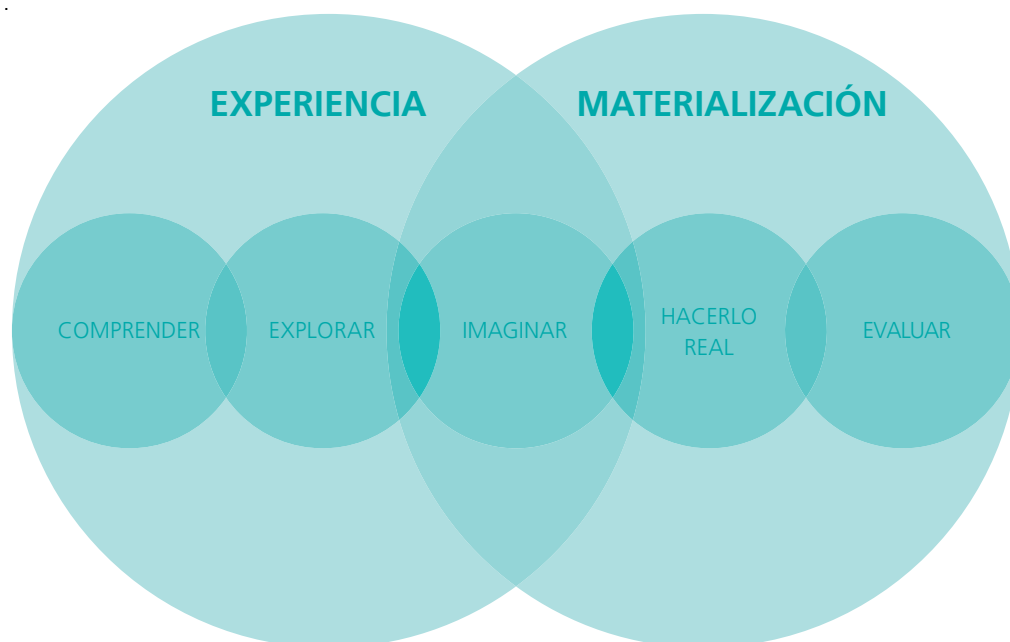 .
EXPERIENCIA
MATERIALIZACIÓN
COMPRENDER
EXPLORAR
IMAGINAR
HACERLO
REAL
EVALUAR